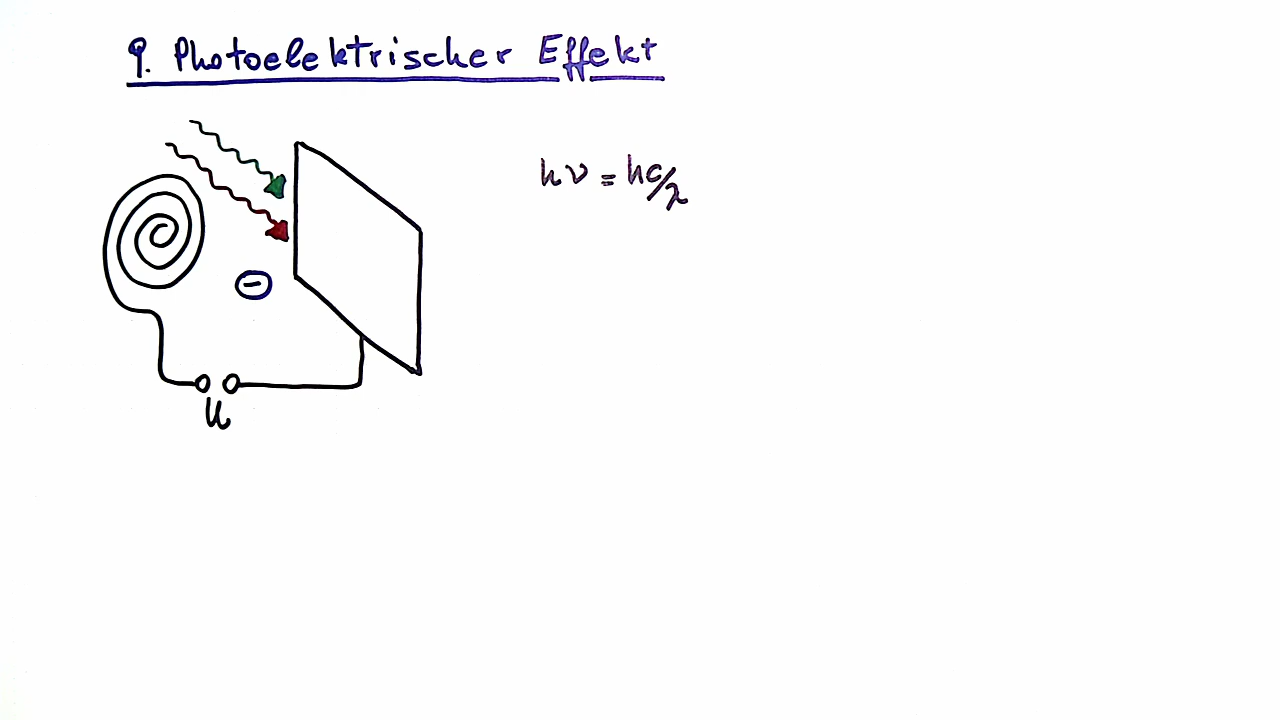 9. Photoelektrischer Effekt
hν = hc/λ
⊖
U